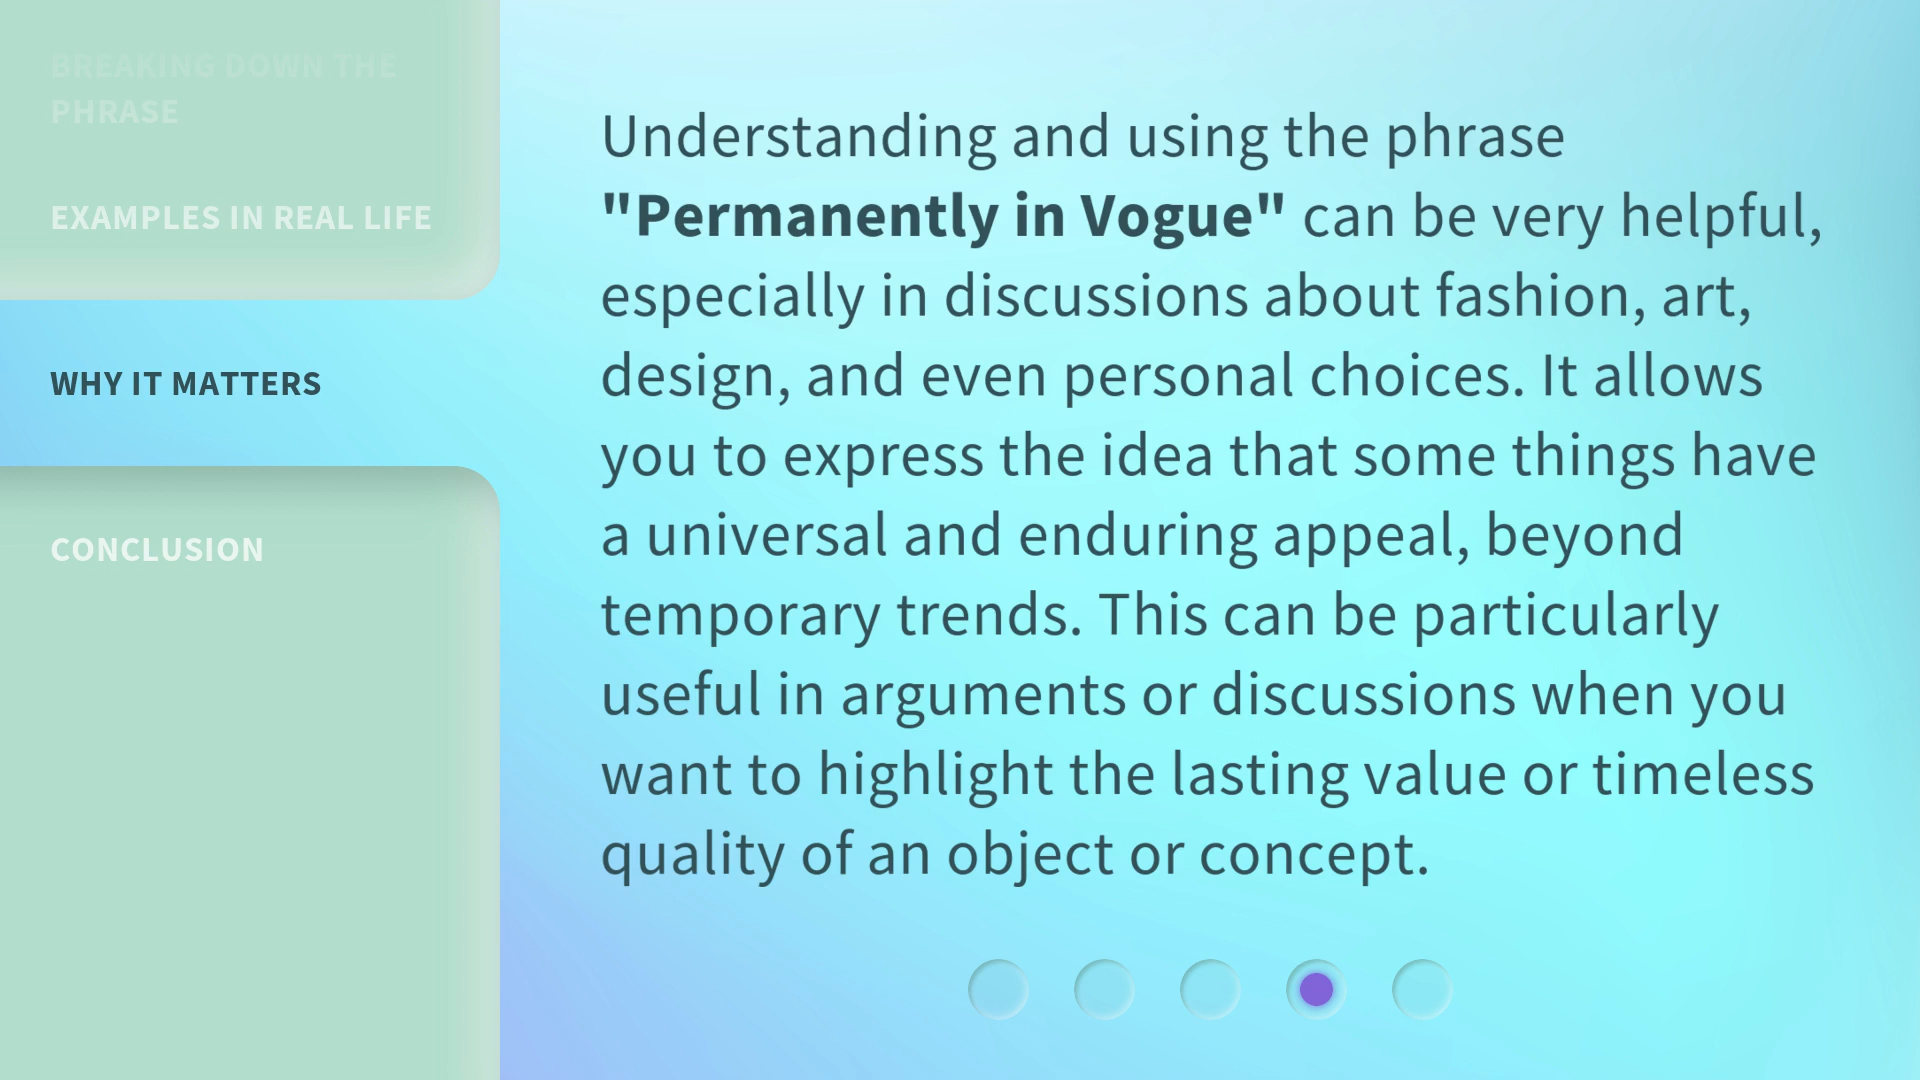 BREAKING DOWN THE
PHRASE
EXAMPLES IN REAL LIFE
WHY IT MATTERS
CONCLUSION
Understanding and using the phrase
"Permanently in Vogue" can be very helpful,
especially in discussions about fashion, art,
design, and even personal choices. It allows
you to express the idea that some things have
a universal and enduring appeal, beyond
temporary trends. This can be particularly
useful in arguments or discussions when you
want to highlight the lasting value or timeless
quality of an object or concept.